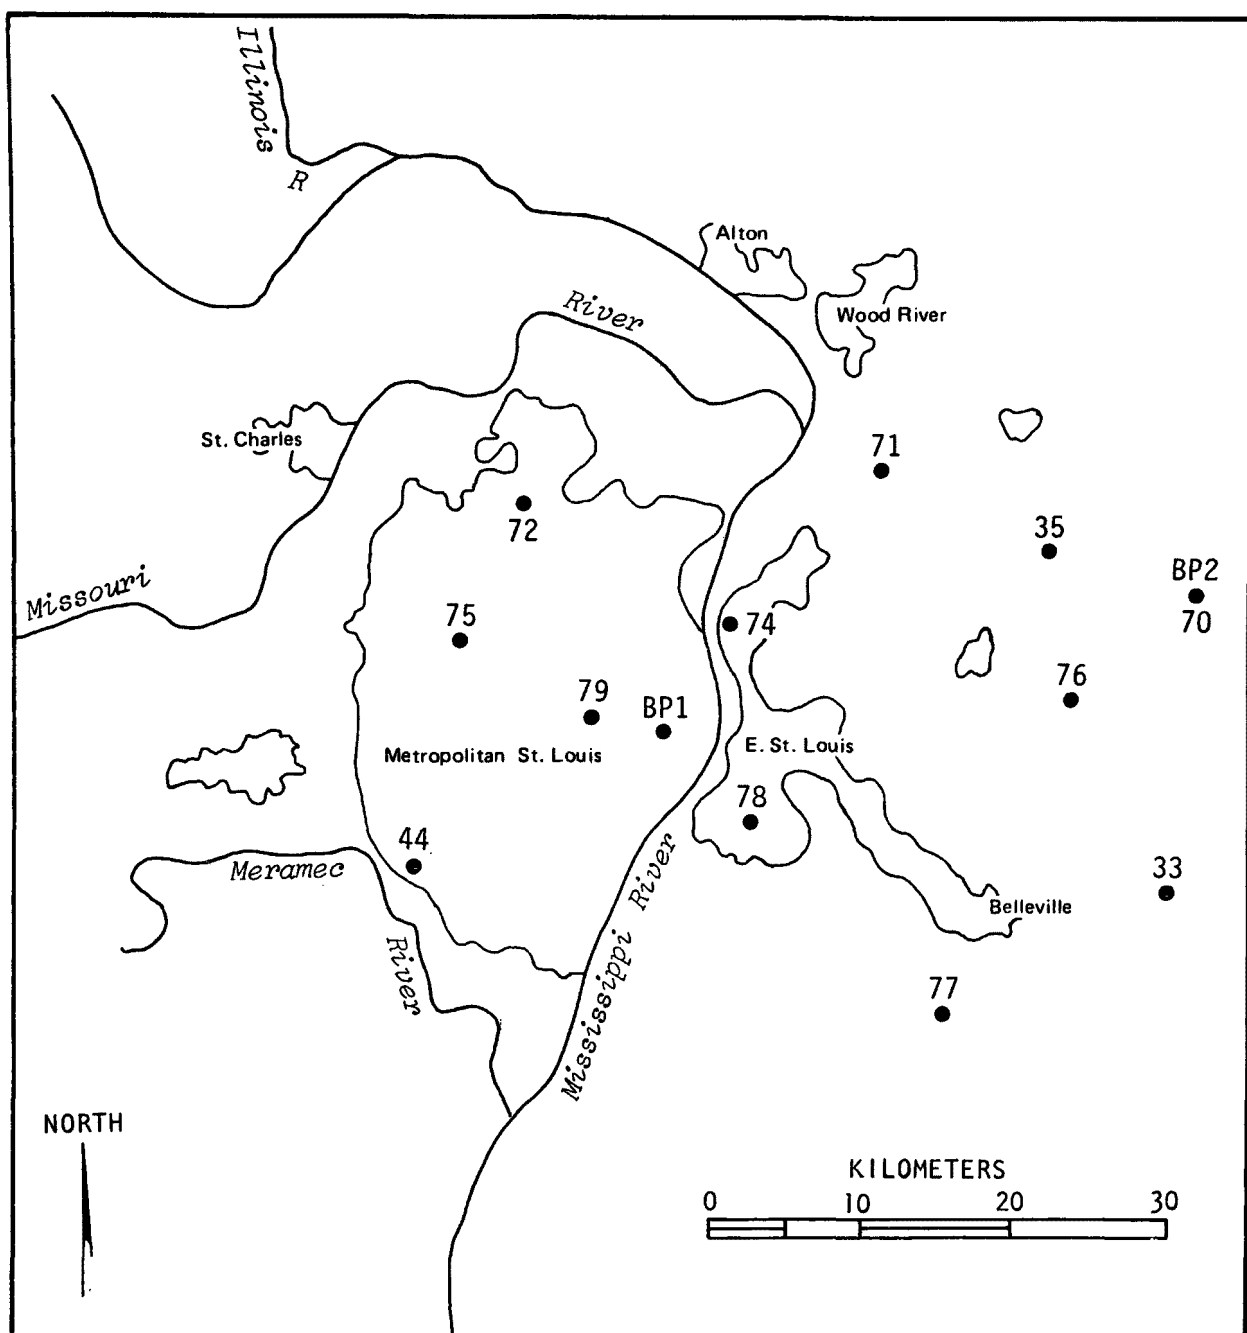 Illinois
R
Alton
River
Wood River
St. Charles
71
72
35
BP2
70
Missouri
75
74
76
79
BP1
Metropolitan St. Louis
E. St. Louis
78
44
Meramec
River
Mississippi River
33
Belleville
77
NORTH
KILOMETERS
0 10 20 30